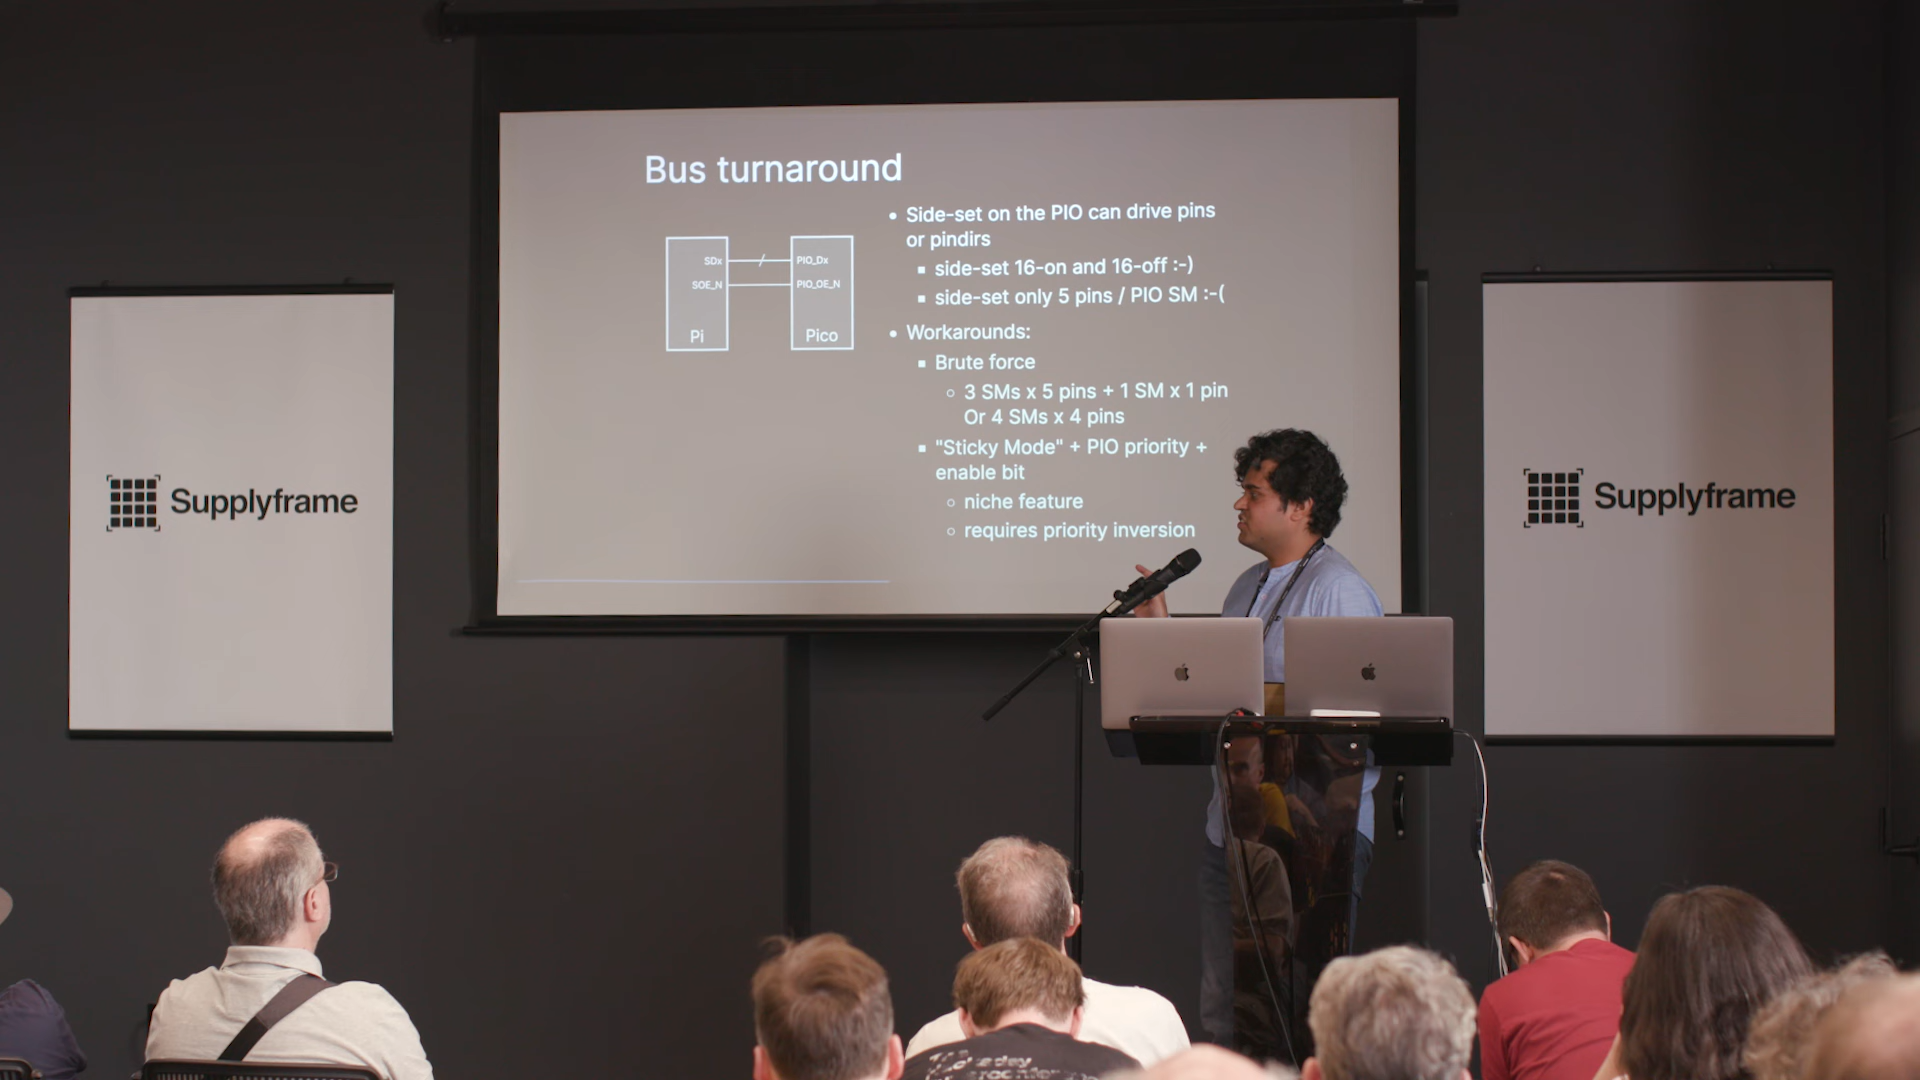 Bus turnaround
SDx
PIO_Dx
SOE_N
PIO_OE_N
Pi
Pico
• Side-set on the PIO can drive pins
or pindirs
▪ side-set 16-on and 16-off :-)
▪ side-set only 5 pins / PIO SM :-(
• Workarounds:
▪ Brute force
◦ 3 SMs x 5 pins + 1 SM x 1 pin
Or 4 SMs x 4 pins
▪ "Sticky Mode" + PIO priority +
enable bit
◦ niche feature
◦ requires priority inversion
Supplyframe
Supplyframe